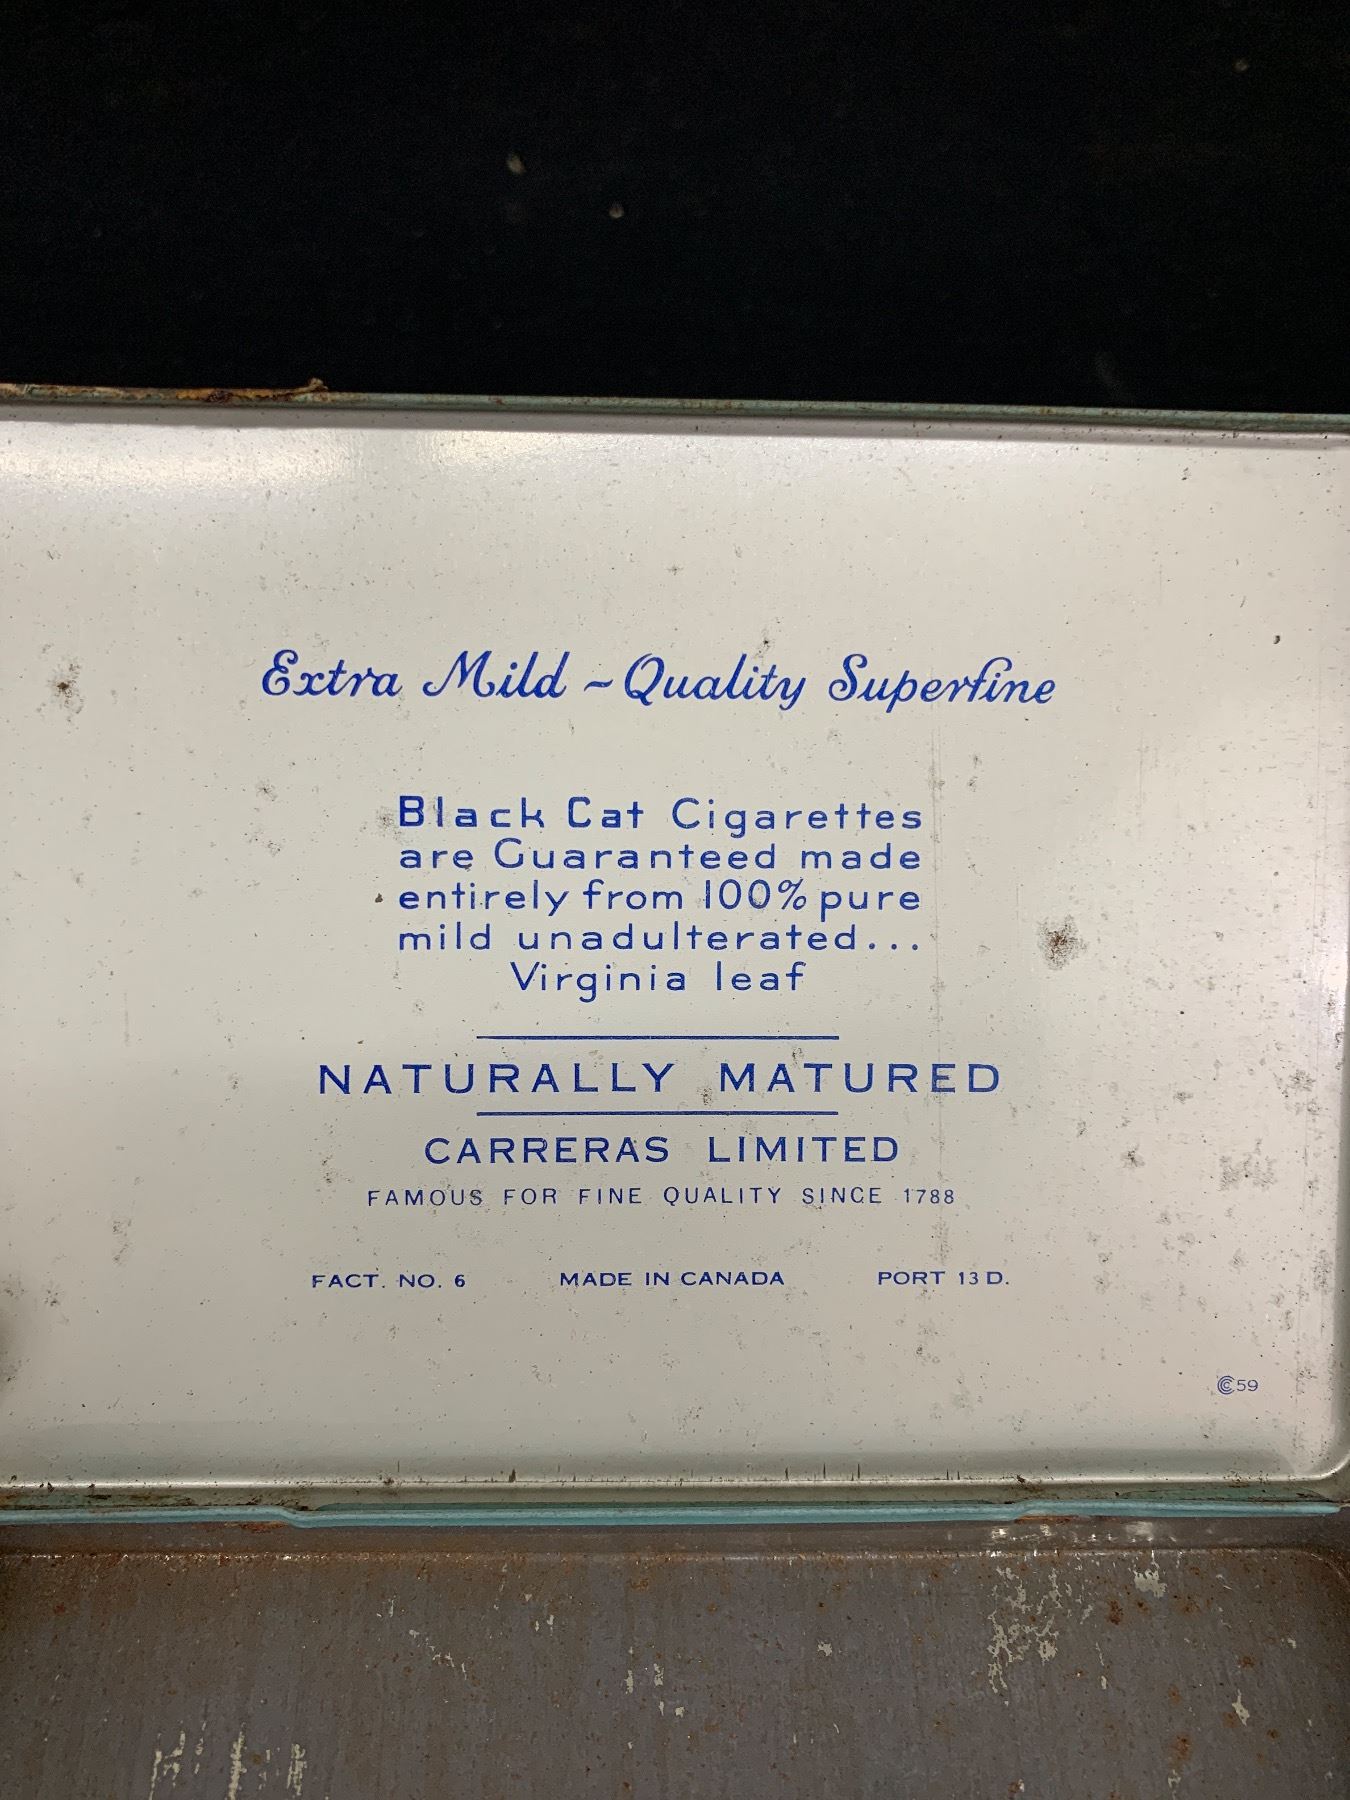 Extra Mild ~ Quality Superfine
Black Cat Cigarettes
are Guaranteed made
entirely from 100% pure
mild unadulterated...
Virginia leaf
NATURALLY MATURED
CARRERAS LIMITED
FAMOUS FOR FINE QUALITY SINCE 1788
FACT. NO. 6 MADE IN CANADA PORT 13 D.
59